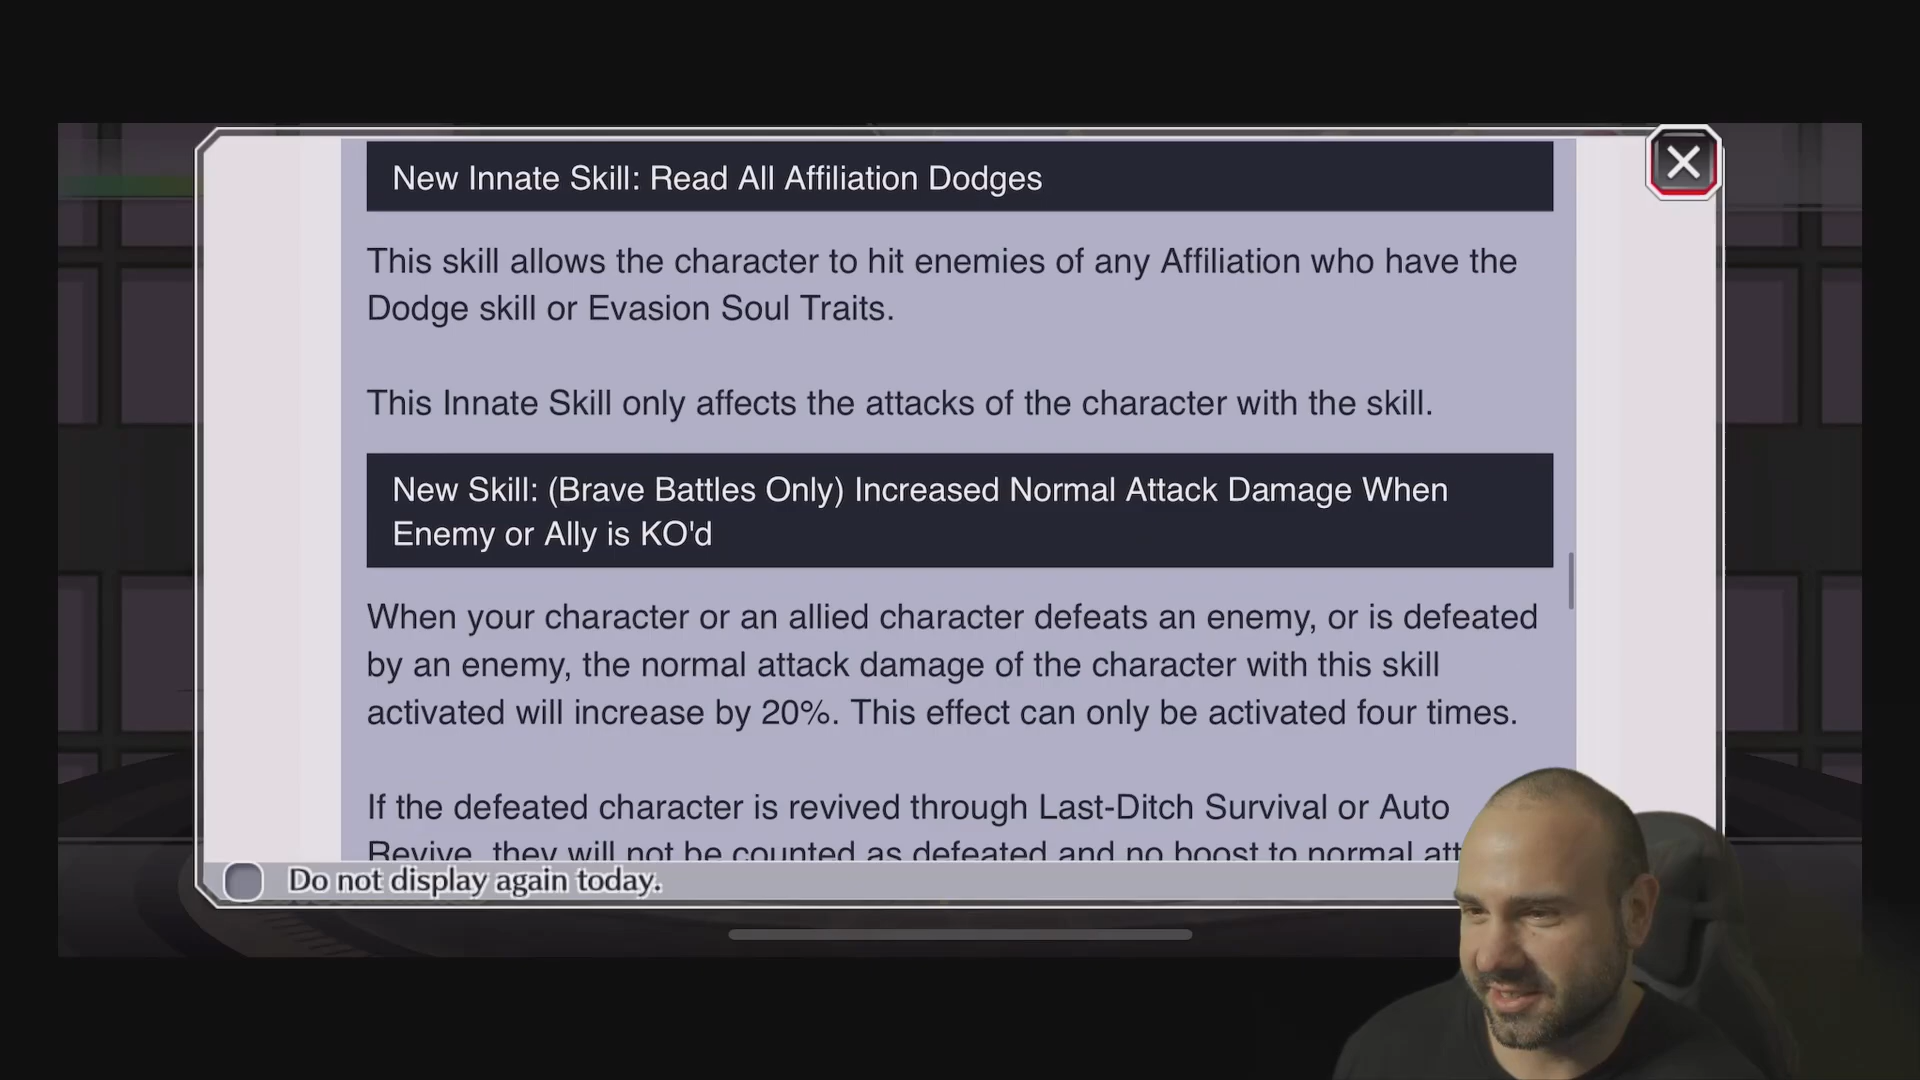 New Innate Skill: Read All Affiliation Dodges
This skill allows the character to hit enemies of any Affiliation who have the
Dodge skill or Evasion Soul Traits.
This Innate Skill only affects the attacks of the character with the skill.
New Skill: (Brave Battles Only) Increased Normal Attack Damage When
Enemy or Ally is KO'd
When your character or an allied character defeats an enemy, or is defeated
by an enemy, the normal attack damage of the character with this skill
activated will increase by 20%. This effect can only be activated four times.
If the defeated character is revived through Last-Ditch Survival or Auto
Revive, they will not be counted as defeated and no boost to normal att
Do not display again today.